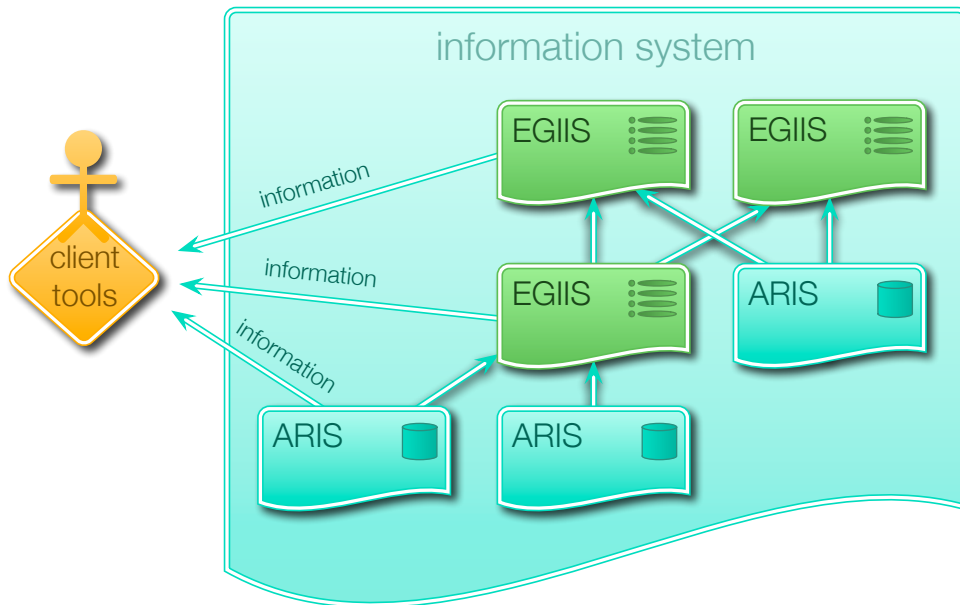 information system
EGIIS
EGIIS
information
client
tools
information
EGIIS
ARIS
information
ARIS
ARIS